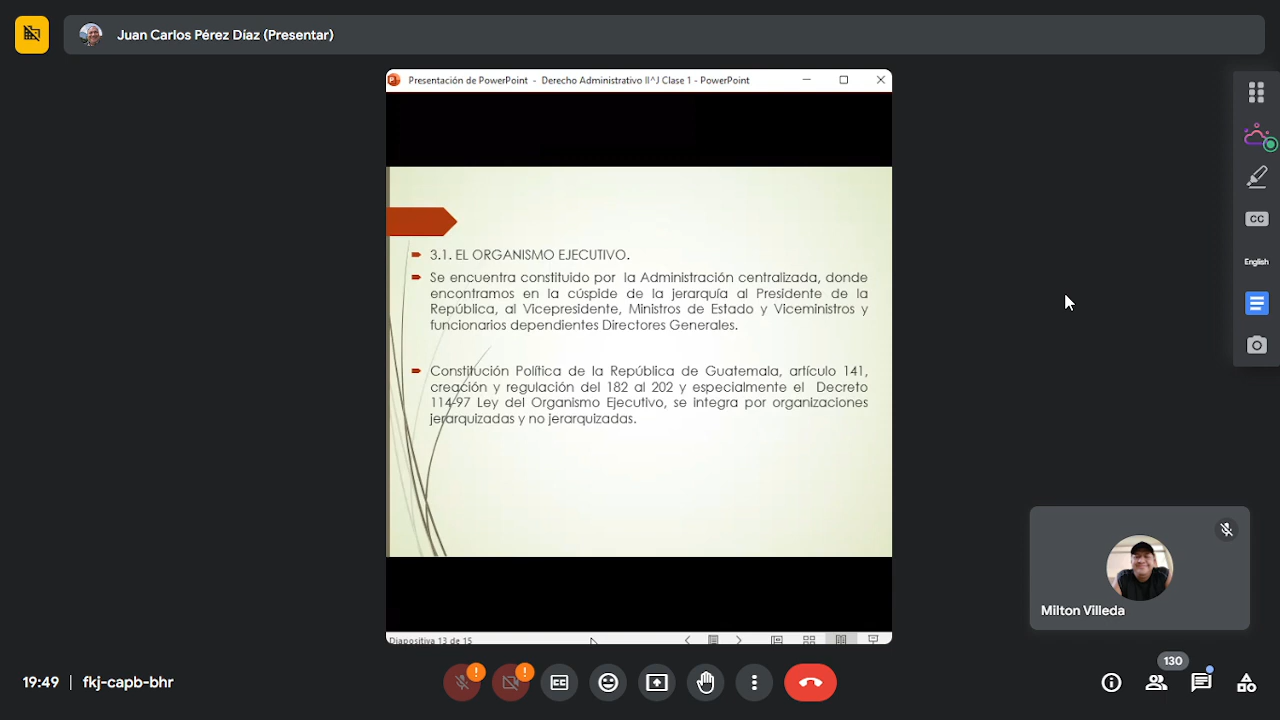 Juan Carlos Pérez Díaz (Presentar)
Presentación de PowerPoint - Derecho Administrativo II^J Clase 1 - PowerPoint
3.1. EL ORGANISMO EJECUTIVO.
Se encuentra constituido por la Administración centralizada, donde
encontramos en la cúspide de la jerarquía al Presidente de la
República, al Vicepresidente, Ministros de Estado y Viceministros y
funcionarios dependientes Directores Generales.
Constitución Política de la República de Guatemala, artículo 141,
creación y regulación del 182 al 202 y especialmente el Decreto
114-97 Ley del Organismo Ejecutivo, se integra por organizaciones
jerarquizadas y no jerarquizadas.
Diapositiva 13 de 15
CC
English
Milton Villeda
19:49 | fkj-capb-bhr
130